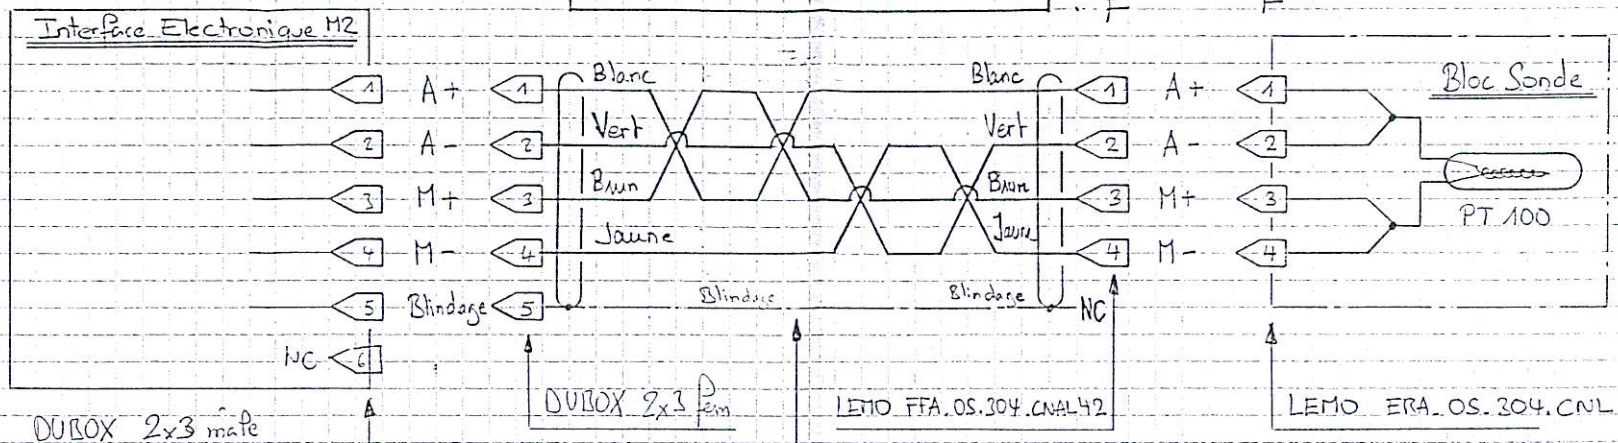 Interface Electronique M2
Bloc Sonde
1 A+ 1 Blanc Blanc 1 A+ 1
2 A- 2 Vert Vert 2 A- 2
3 M+ 3 Brun Brun 3 M+ 3
4 M- 4 Jaune Jaune 4 M- 4
PT 100
5 Blindage 5 Blindage Blindage NC
NC 6
DUBOX 2x3 mâle
DUBOX 2x3 fem
LEMO FFA.0S.304.CNAL42
LEMO ERA.0S.304.CNL